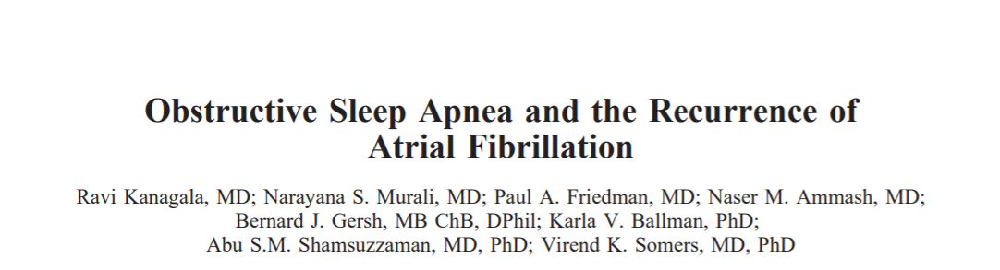 Obstructive Sleep Apnea and the Recurrence of
Atrial Fibrillation
Ravi Kanagala, MD; Narayana S. Murali, MD; Paul A. Friedman, MD; Naser M. Ammash, MD;
Bernard J. Gersh, MB ChB, DPhil; Karla V. Ballman, PhD;
Abu S.M. Shamsuzzaman, MD, PhD; Virend K. Somers, MD, PhD